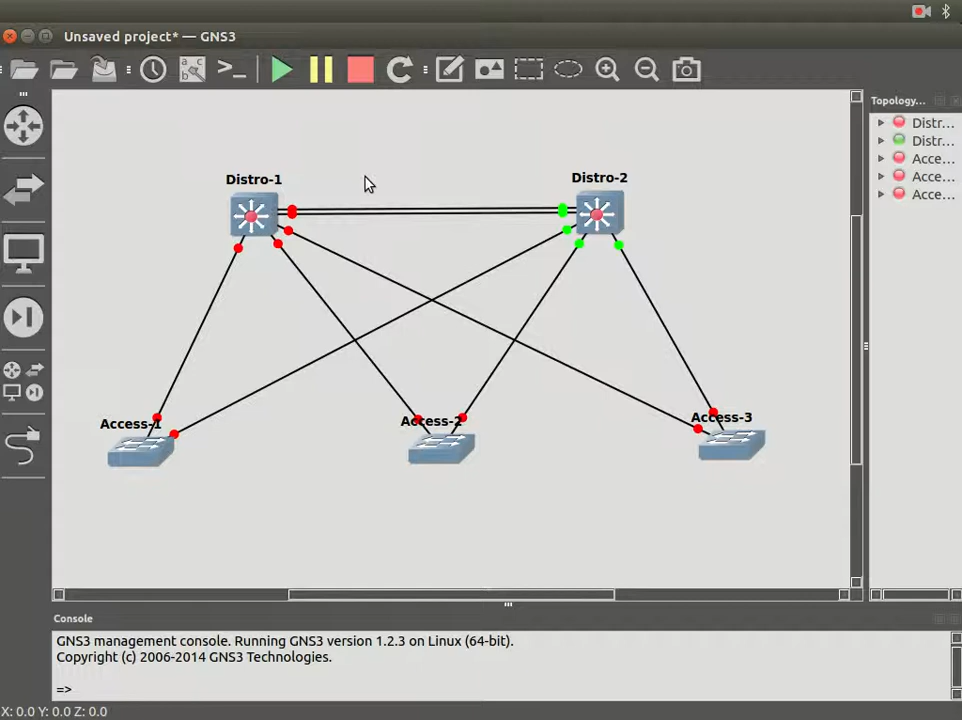 Unsaved project* — GNS3
a c
b
>_
Topology...
Distr...
Distr...
Acce...
Acce...
Acce...
Distro-1
Distro-2
Access-1
Access-2
Access-3
Console
GNS3 management console. Running GNS3 version 1.2.3 on Linux (64-bit).
Copyright (c) 2006-2014 GNS3 Technologies.
=>
X: 0.0 Y: 0.0 Z: 0.0